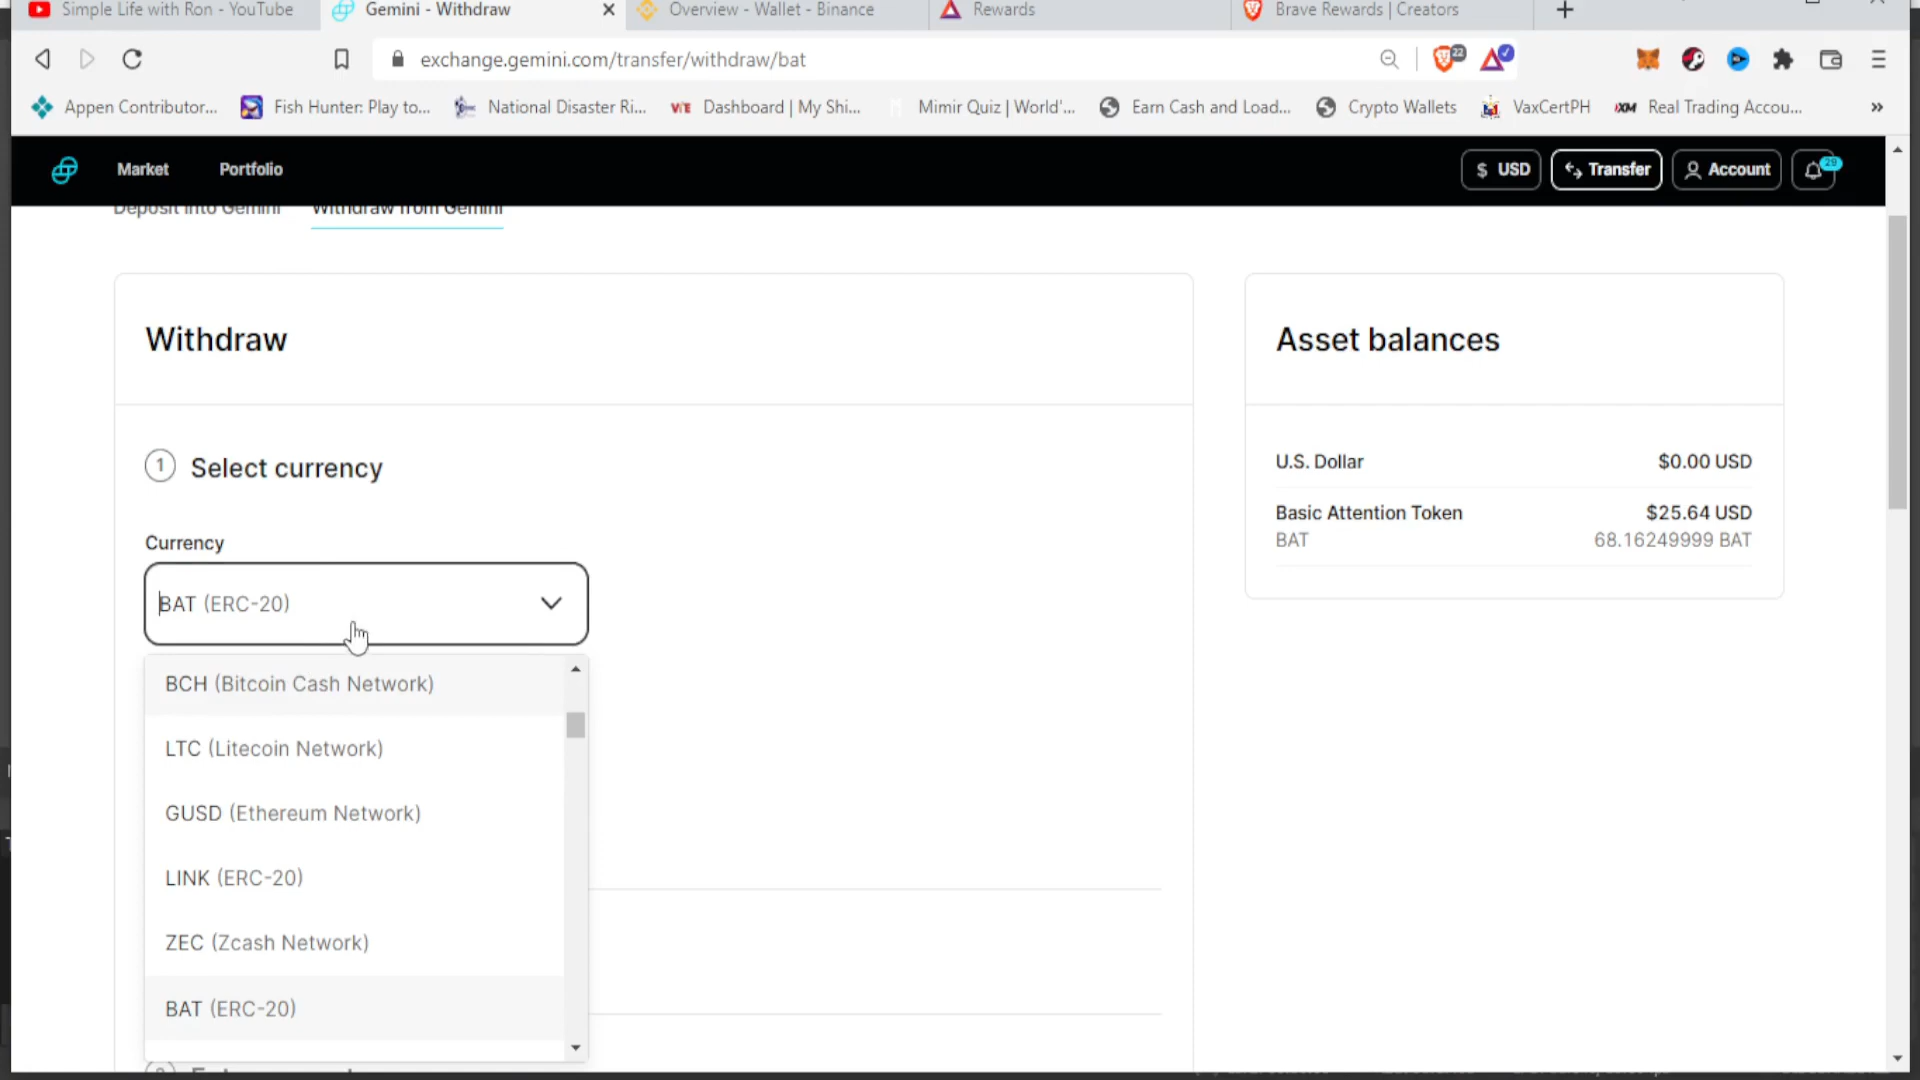 Simple Life with Ron - YouTube
Gemini - Withdraw
Overview - Wallet - Binance
Rewards
Brave Rewards | Creators
exchange.gemini.com/transfer/withdraw/bat
22
Appen Contributor...
Fish Hunter: Play to...
National Disaster Ri...
Dashboard | My Shi...
Mimir Quiz | World'...
Earn Cash and Load...
Crypto Wallets
VaxCertPH
Real Trading Accou...
Market
Portfolio
$ USD
Transfer
Account
29
Deposit into Gemini
Withdraw from Gemini
Withdraw
1 Select currency
Currency
BAT (ERC-20)
BCH (Bitcoin Cash Network)
LTC (Litecoin Network)
GUSD (Ethereum Network)
LINK (ERC-20)
ZEC (Zcash Network)
BAT (ERC-20)
Asset balances
U.S. Dollar
$0.00 USD
Basic Attention Token
$25.64 USD
BAT
68.16249999 BAT